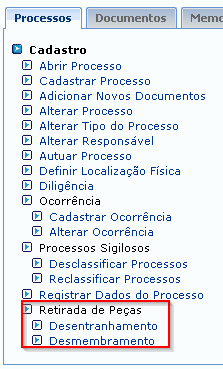 Processos Documentos Memo
Cadastro
Abrir Processo
Cadastrar Processo
Adicionar Novos Documentos
Alterar Processo
Alterar Tipo do Processo
Alterar Responsável
Autuar Processo
Definir Localização Física
Diligência
Ocorrência
Cadastrar Ocorrência
Alterar Ocorrência
Processos Sigilosos
Desclassificar Processos
Reclassificar Processos
Registrar Dados do Processo
Retirada de Peças
Desentranhamento
Desmembramento